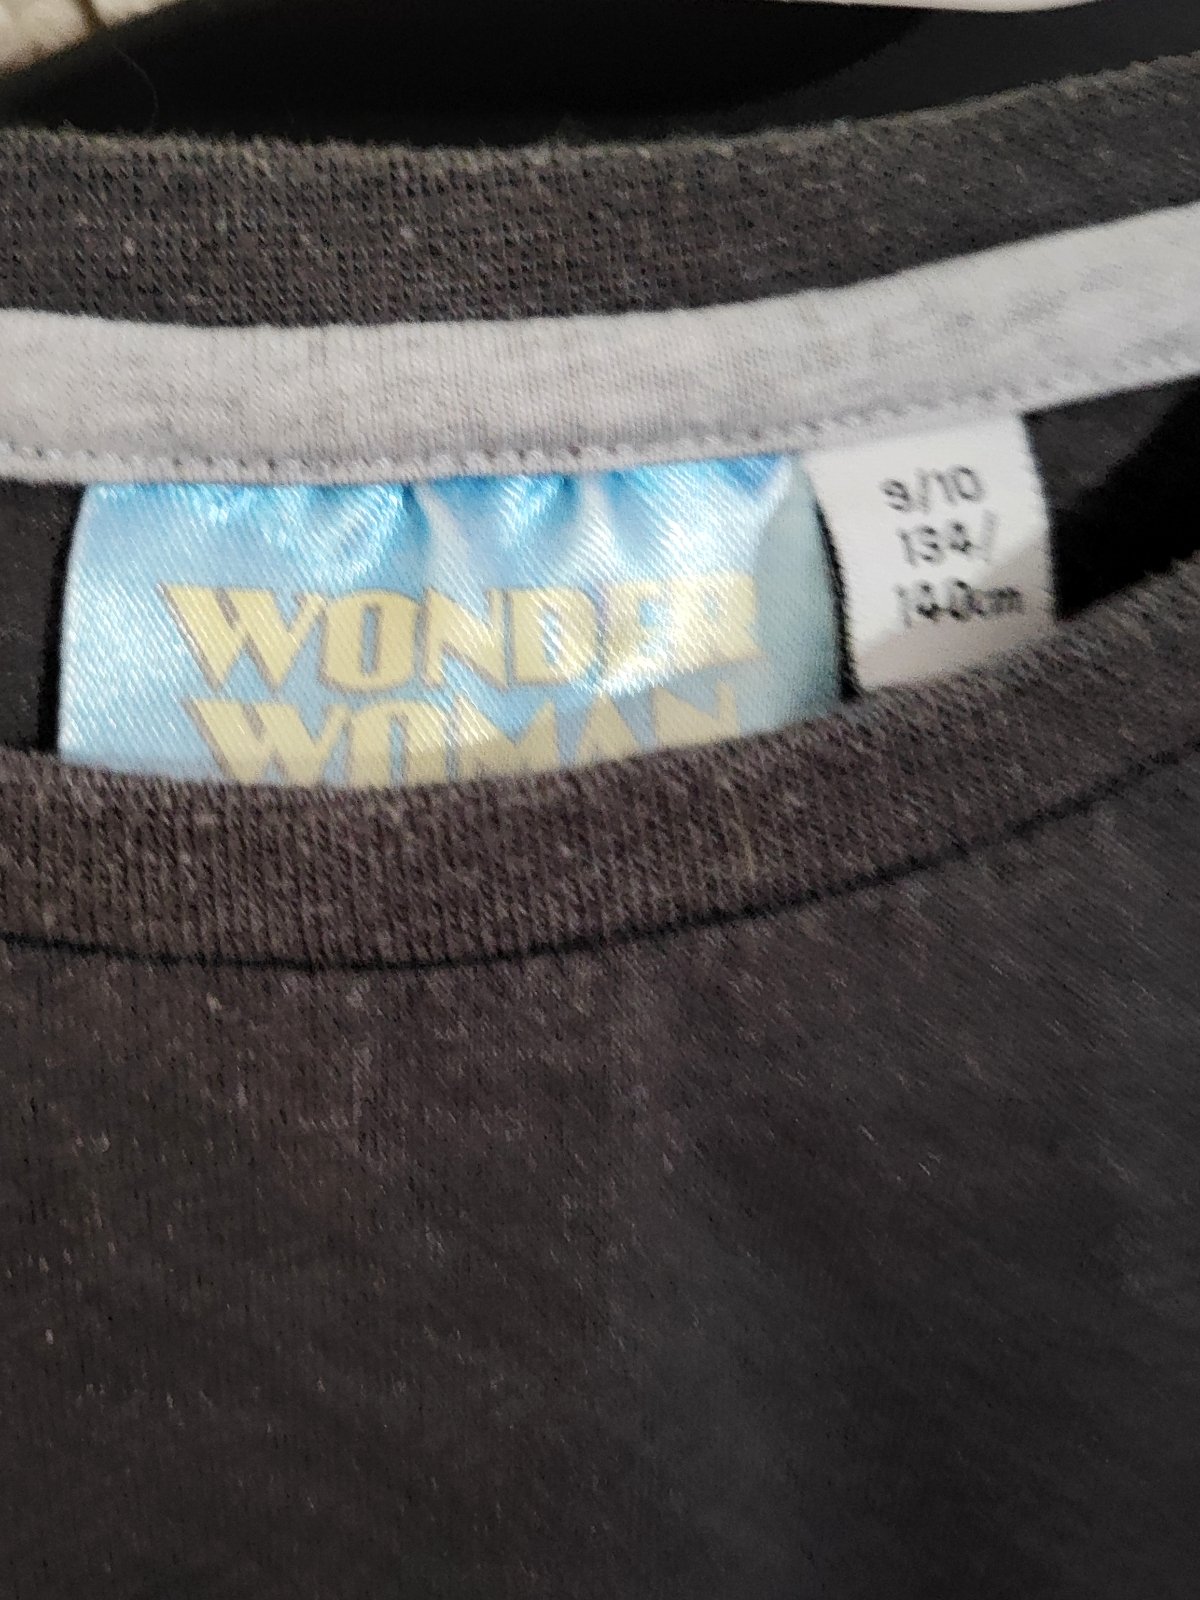 WONDER
WOMAN
9/10
134/
140cm